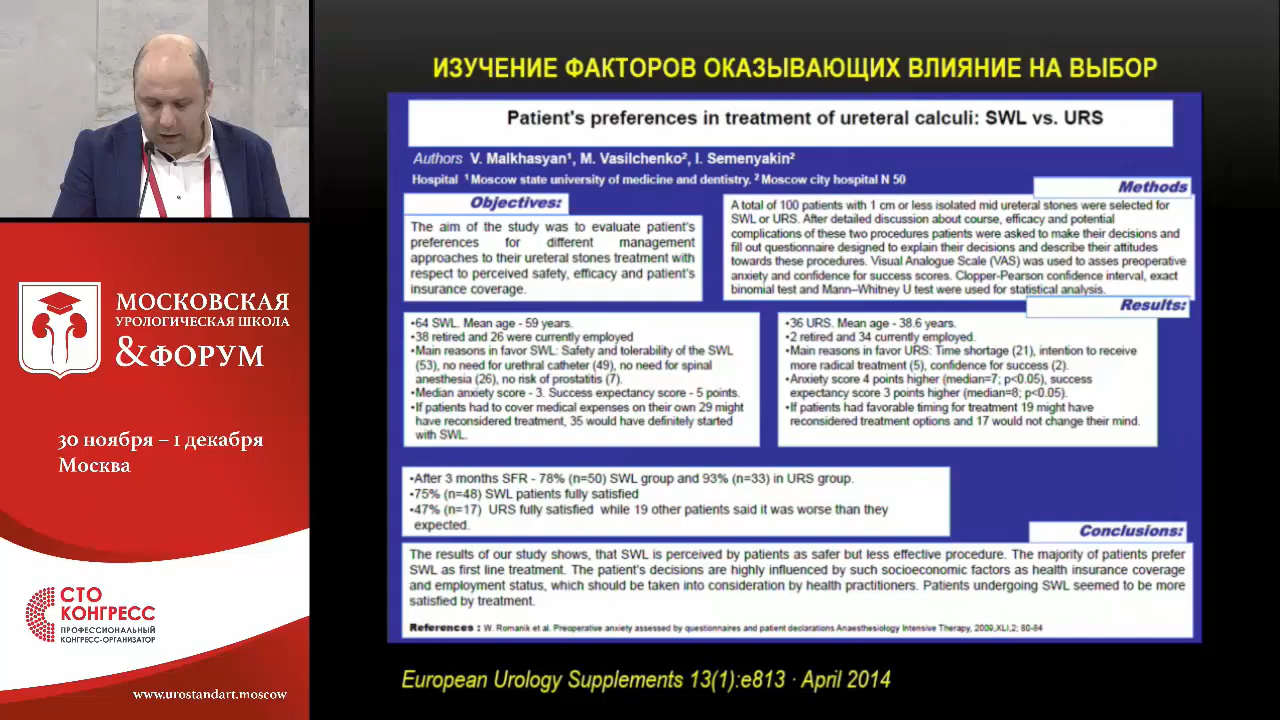 МОСКОВСКАЯ
УРОЛОГИЧЕСКАЯ ШКОЛА
&ФОРУМ
30 ноября – 1 декабря
Москва
СТО
КОНГРЕСС
ПРОФЕССИОНАЛЬНЫЙ
КОНГРЕСС-ОРГАНИЗАТОР
www.urostandart.moscow
ИЗУЧЕНИЕ ФАКТОРОВ ОКАЗЫВАЮЩИХ ВЛИЯНИЕ НА ВЫБОР
Patient's preferences in treatment of ureteral calculi: SWL vs. URS
Authors V. Malkhasyan¹, M. Vasilchenko², I. Semenyakin²
Hospital ¹ Moscow state university of medicine and dentistry. ² Moscow city hospital N 50
Objectives:
The aim of the study was to evaluate patient's
preferences for different management
approaches to their ureteral stones treatment with
respect to perceived safety, efficacy and patient's
insurance coverage.
Methods
A total of 100 patients with 1 cm or less isolated mid ureteral stones were selected for
SWL or URS. After detailed discussion about course, efficacy and potential
complications of these two procedures patients were asked to make their decisions and
fill out questionnaire designed to explain their decisions and describe their attitudes
towards these procedures. Visual Analogue Scale (VAS) was used to asses preoperative
anxiety and confidence for success scores. Clopper-Pearson confidence interval, exact
binomial test and Mann–Whitney U test were used for statistical analysis.
Results:
•64 SWL. Mean age - 59 years.
•38 retired and 26 were currently employed
•Main reasons in favor SWL: Safety and tolerability of the SWL
(53), no need for urethral catheter (49), no need for spinal
anesthesia (26), no risk of prostatitis (7).
•Median anxiety score - 3. Success expectancy score - 5 points.
•If patients had to cover medical expenses on their own 29 might
have reconsidered treatment, 35 would have definitely started
with SWL.
•36 URS. Mean age - 38.6 years.
•2 retired and 34 currently employed.
•Main reasons in favor URS: Time shortage (21), intention to receive
more radical treatment (5), confidence for success (2).
•Anxiety score 4 points higher (median=7; p<0.05), success
expectancy score 3 points higher (median=8; p<0.05).
•If patients had favorable timing for treatment 19 might have
reconsidered treatment options and 17 would not change their mind.
•After 3 months SFR - 78% (n=50) SWL group and 93% (n=33) in URS group.
•75% (n=48) SWL patients fully satisfied
•47% (n=17) URS fully satisfied while 19 other patients said it was worse than they
expected.
Conclusions:
The results of our study shows, that SWL is perceived by patients as safer but less effective procedure. The majority of patients prefer
SWL as first line treatment. The patient's decisions are highly influenced by such socioeconomic factors as health insurance coverage
and employment status, which should be taken into consideration by health practitioners. Patients undergoing SWL seemed to be more
satisfied by treatment.
References : W. Romanik et al. Preoperative anxiety assessed by questionnaires and patient declarations Anaesthesiology Intensive Therapy, 2009,XLI,2; 80-84
European Urology Supplements 13(1):e813 · April 2014